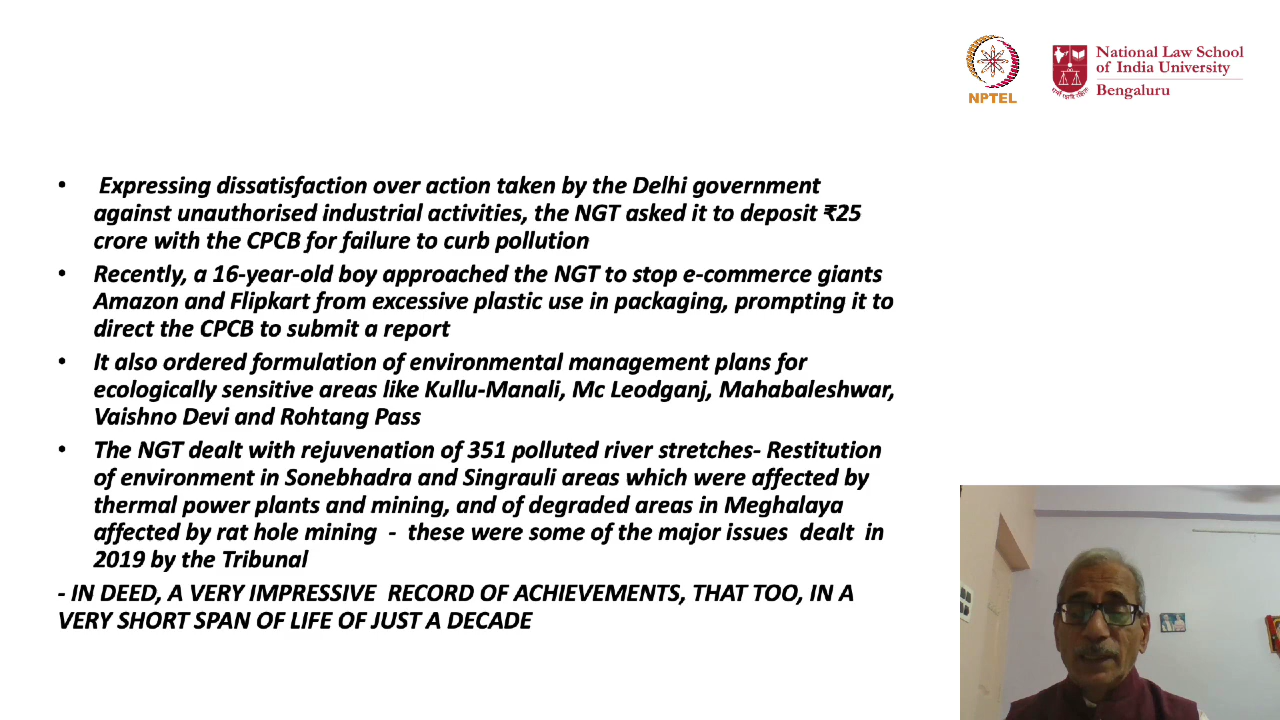 NPTEL
National Law School
of India University
Bengaluru
• Expressing dissatisfaction over action taken by the Delhi government
against unauthorised industrial activities, the NGT asked it to deposit ₹25
crore with the CPCB for failure to curb pollution
• Recently, a 16-year-old boy approached the NGT to stop e-commerce giants
Amazon and Flipkart from excessive plastic use in packaging, prompting it to
direct the CPCB to submit a report
• It also ordered formulation of environmental management plans for
ecologically sensitive areas like Kullu-Manali, Mc Leodganj, Mahabaleshwar,
Vaishno Devi and Rohtang Pass
• The NGT dealt with rejuvenation of 351 polluted river stretches- Restitution
of environment in Sonebhadra and Singrauli areas which were affected by
thermal power plants and mining, and of degraded areas in Meghalaya
affected by rat hole mining - these were some of the major issues dealt in
2019 by the Tribunal
- IN DEED, A VERY IMPRESSIVE RECORD OF ACHIEVEMENTS, THAT TOO, IN A
VERY SHORT SPAN OF LIFE OF JUST A DECADE